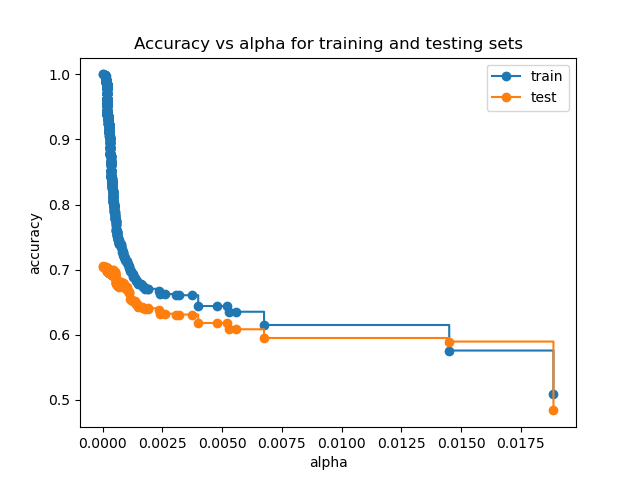 Accuracy vs alpha for training and testing sets
train
test
1.0
0.9
0.8
0.7
0.6
0.5
accuracy
0.0000 0.0025 0.0050 0.0075 0.0100 0.0125 0.0150 0.0175
alpha